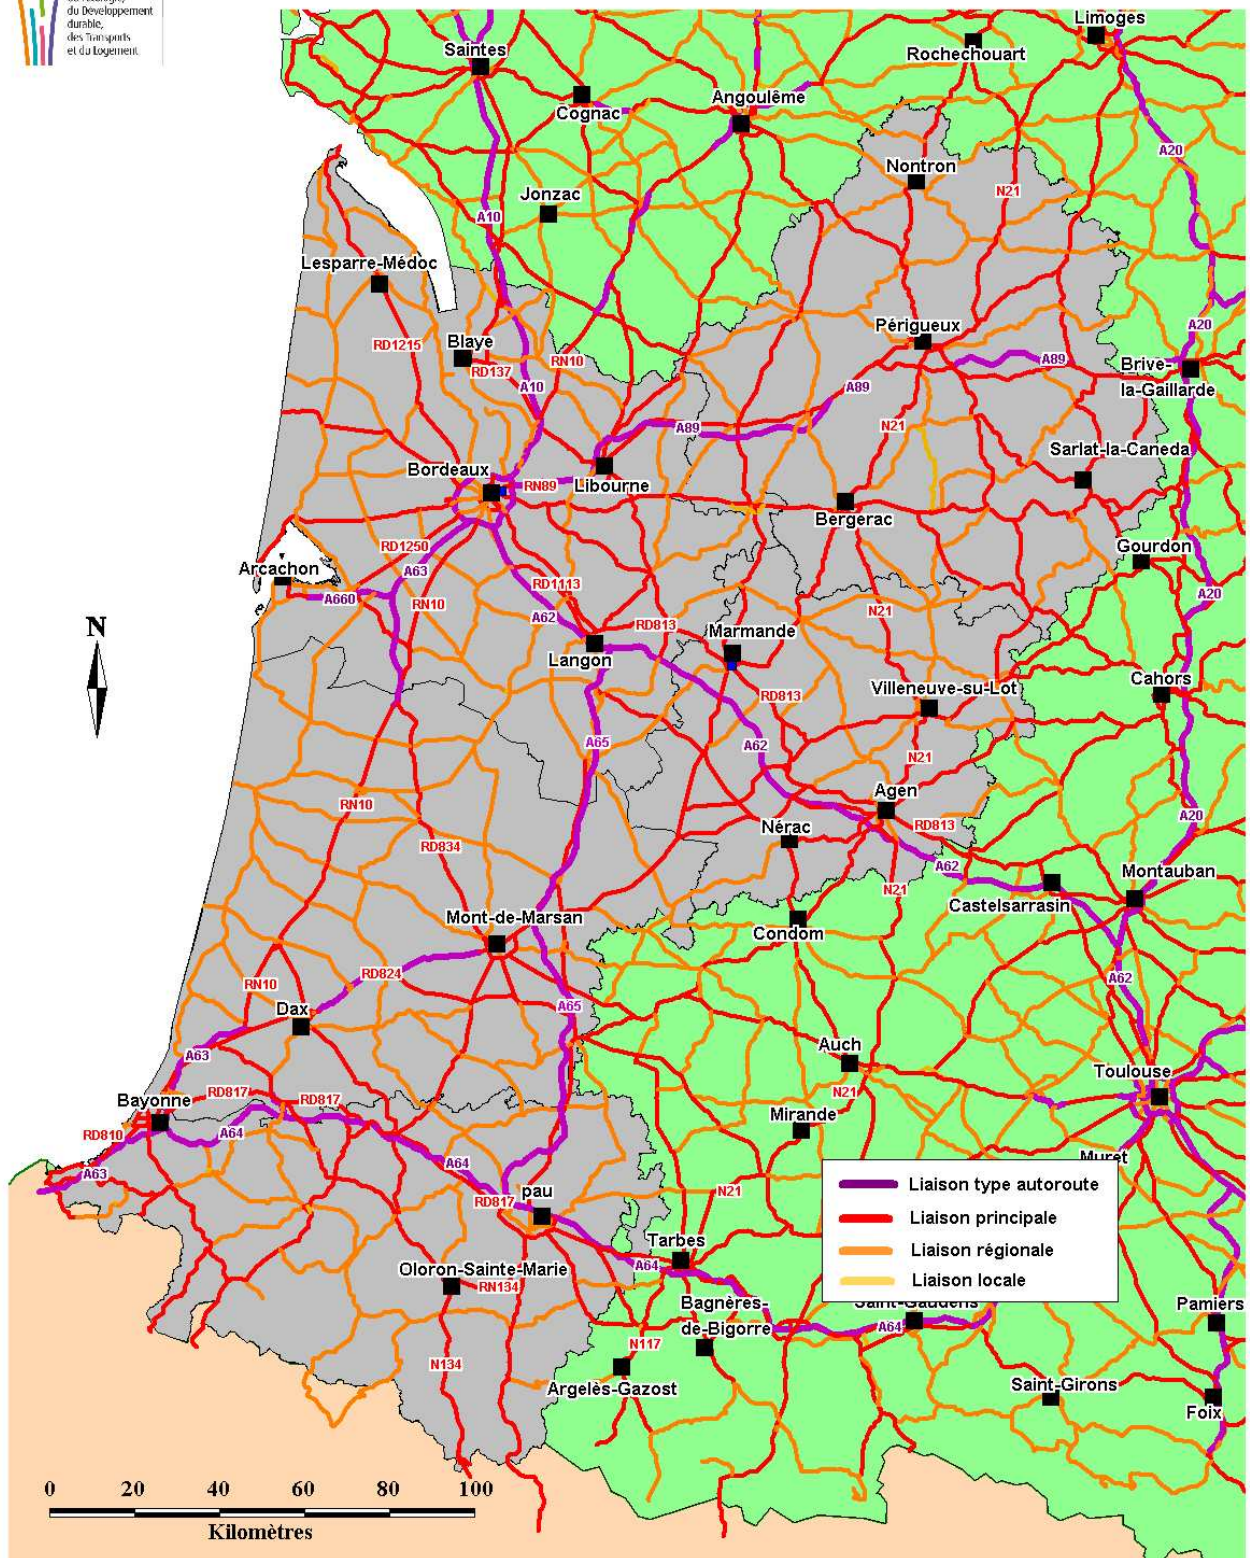 du Développement
durable,
des Transports
et du Logement
Limoges
Rochechouart
Saintes
Cognac
Angoulême
A20
Nontron
N21
Jonzac
A10
Lesparre-Médoc
RD1215
Blaye
RD137
RN10
A10
Périgueux
A89
A89
A20
Brive-
la-Gaillarde
A89
N21
Sarlat-la-Caneda
Bordeaux
RN89
Libourne
Bergerac
Gourdon
RD1250
A63
Arcachon
A660
RN10
RD1113
A62
RD813
N21
A20
N
Marmande
Langon
RD813
Villeneuve-su-Lot
Cahors
A65
A62
N21
RN10
Agen
RD813
A20
Nérac
RD834
A62
N21
Montauban
Castelsarrasin
Mont-de-Marsan
Condom
RD824
RN10
A62
Dax
A65
A63
Auch
N21
Toulouse
RD817
RD817
Bayonne
Mirande
RD810
A64
A63
A64
Muret
pau
RD817
N21
Liaison type autoroute
Liaison principale
Liaison régionale
Liaison locale
Tarbes
A64
Oloron-Sainte-Marie
RN134
Bagnères-
de-Bigorre
Saint-Gaudens
A64
Pamiers
N117
N134
Argelès-Gazost
Saint-Girons
Foix
0 20 40 60 80 100
Kilomètres